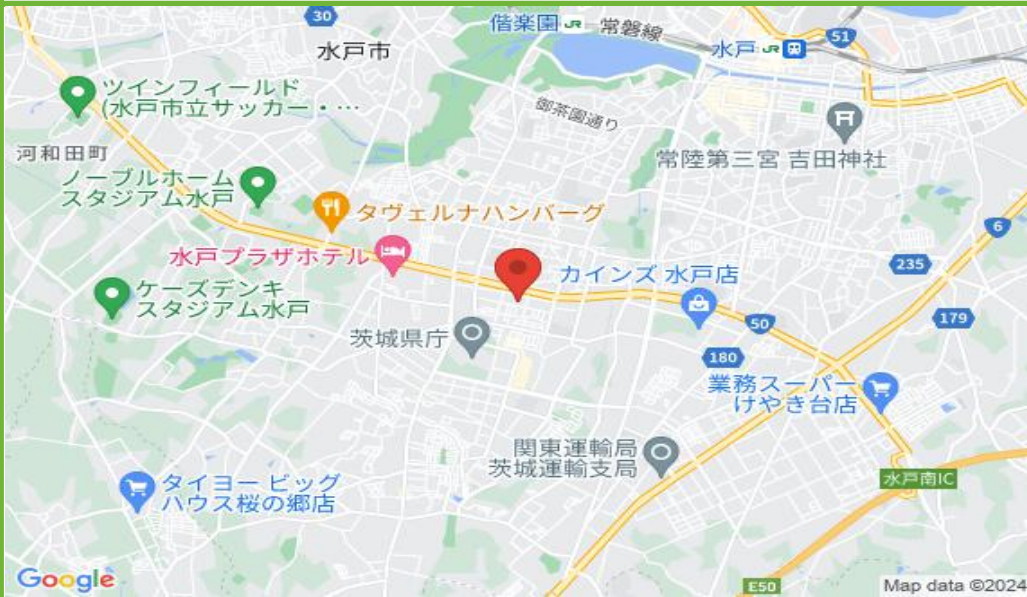 30
偕楽園
JR
常磐線
51
水戸市
水戸
JR
ツインフィールド
(水戸市立サッカー・…
御茶園通り
河和田町
常陸第三宮 吉田神社
ノーブルホーム
スタジアム水戸
タヴェルナハンバーグ
6
水戸プラザホテル
カインズ 水戸店
235
ケーズデンキ
スタジアム水戸
179
50
茨城県庁
180
業務スーパー
けやき台店
関東運輸局
茨城運輸支局
タイヨー ビッグ
ハウス桜の郷店
水戸南IC
Google
E50
Map data ©2024